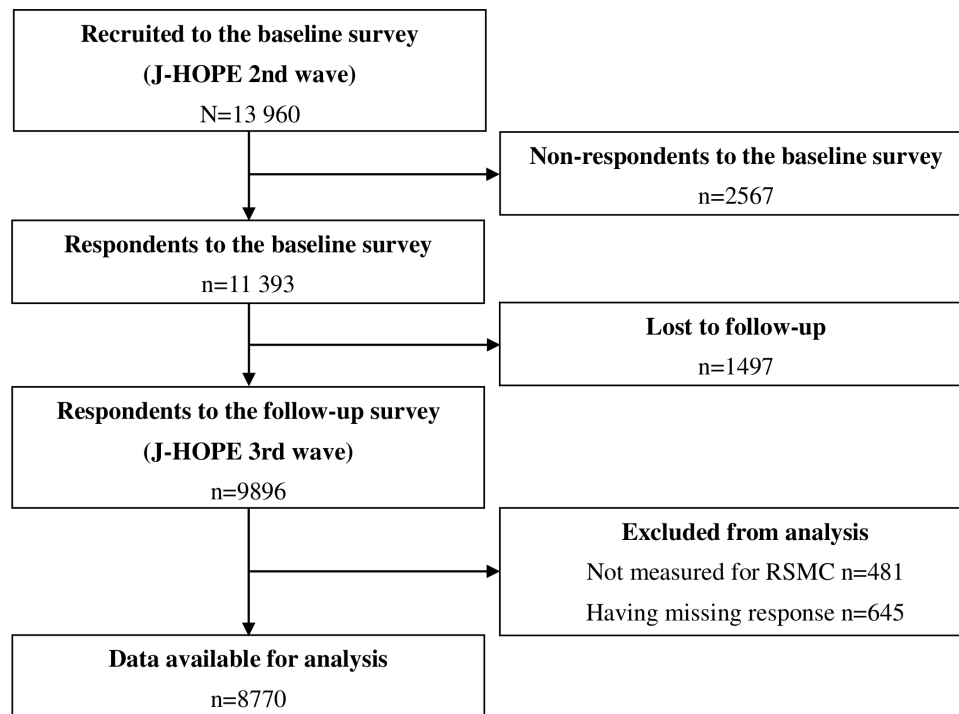 Recruited to the baseline survey
(J-HOPE 2nd wave)
N=13 960
Non-respondents to the baseline survey
n=2567
Respondents to the baseline survey
n=11 393
Lost to follow-up
n=1497
Respondents to the follow-up survey
(J-HOPE 3rd wave)
n=9896
Excluded from analysis
Not measured for RSMC n=481
Having missing response n=645
Data available for analysis
n=8770